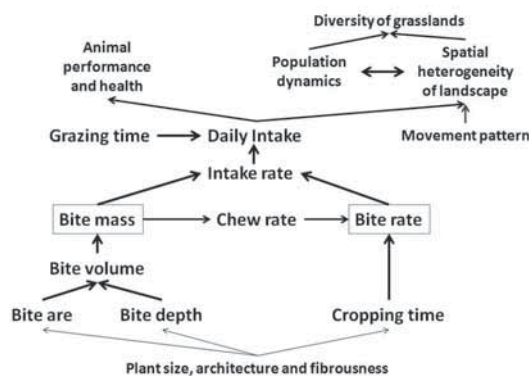 Diversity of grasslands
Animal
performance
and health
Population
dynamics
Spatial
heterogeneity
of landscape
Grazing time
Daily Intake
Movement pattern
Intake rate
Bite mass
Chew rate
Bite rate
Bite volume
Bite are
Bite depth
Cropping time
Plant size, architecture and fibrousness